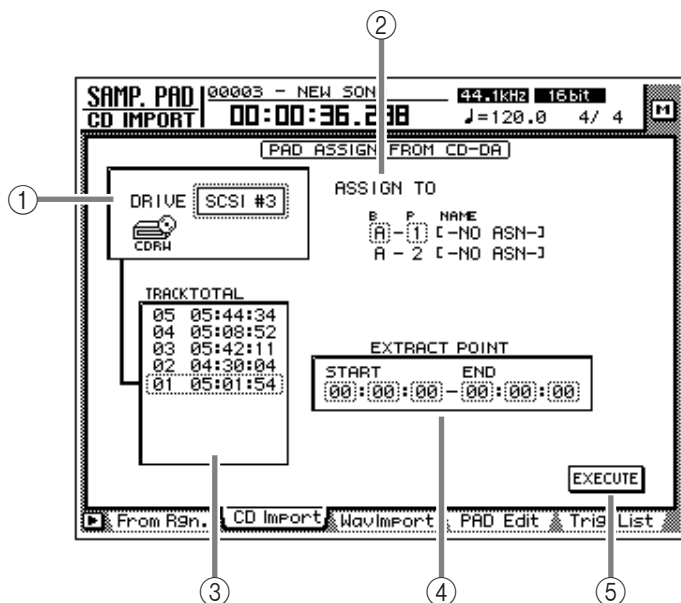 ②
SAMP. PAD 00003 - NEW SON 44.1kHz 16bit M
CD IMPORT 00:00:36.298 ♩=120.0 4/ 4
PAD ASSIGN FROM CD-DA
①
DRIVE SCSI #3
CDRW
ASSIGN TO
B P NAME
A - 1 [-NO ASN-]
A - 2 [-NO ASN-]
TRACK TOTAL
05 05:44:34
04 05:08:52
03 05:42:11
02 04:30:04
01 05:01:54
EXTRACT POINT
START END
00:00:00-00:00:00
EXECUTE
From Rgn. CD Import WavImport PAD Edit Trig List
③ ④ ⑤